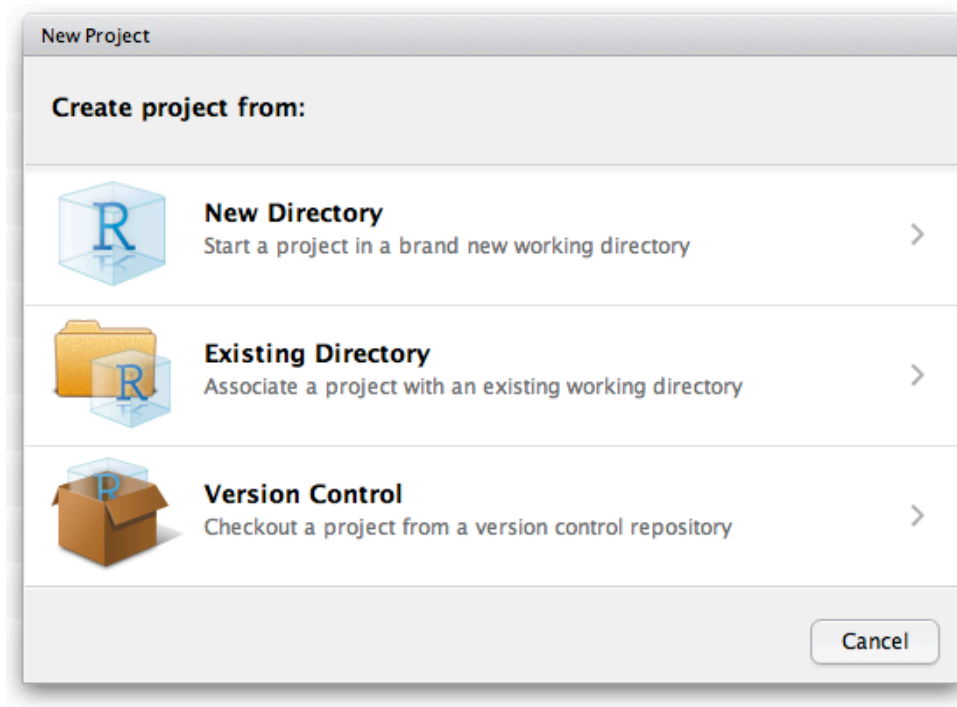 New Project
Create project from:
R
New Directory
Start a project in a brand new working directory
R
Existing Directory
Associate a project with an existing working directory
R
Version Control
Checkout a project from a version control repository
Cancel